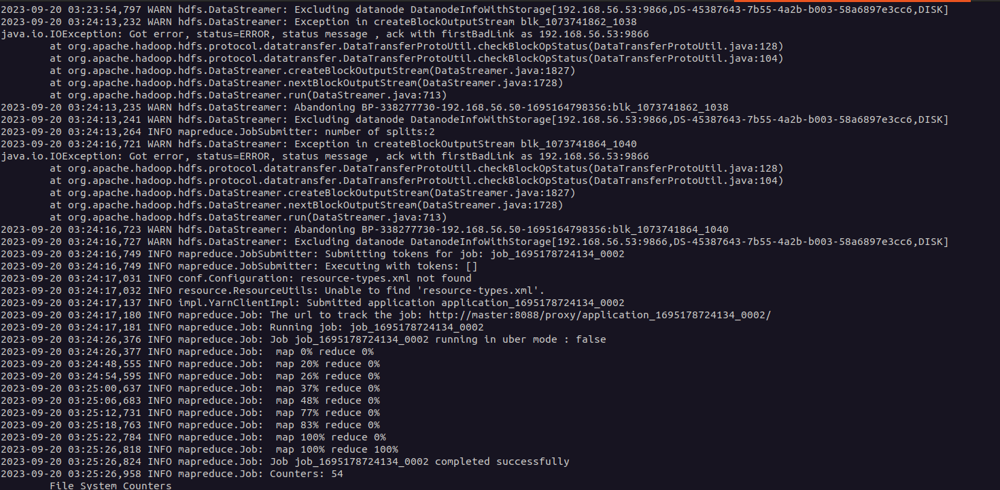 2023-09-20 03:23:54,797 WARN hdfs.DataStreamer: Excluding datanode DatanodeInfoWithStorage[192.168.56.53:9866,DS-45387643-7b55-4a2b-b003-58a6897e3cc6,DISK]
2023-09-20 03:24:13,232 WARN hdfs.DataStreamer: Exception in createBlockOutputStream blk_1073741862_1038
java.io.IOException: Got error, status=ERROR, status message , ack with firstBadLink as 192.168.56.53:9866
        at org.apache.hadoop.hdfs.protocol.datatransfer.DataTransferProtoUtil.checkBlockOpStatus(DataTransferProtoUtil.java:128)
        at org.apache.hadoop.hdfs.protocol.datatransfer.DataTransferProtoUtil.checkBlockOpStatus(DataTransferProtoUtil.java:104)
        at org.apache.hadoop.hdfs.DataStreamer.createBlockOutputStream(DataStreamer.java:1827)
        at org.apache.hadoop.hdfs.DataStreamer.nextBlockOutputStream(DataStreamer.java:1728)
        at org.apache.hadoop.hdfs.DataStreamer.run(DataStreamer.java:713)
2023-09-20 03:24:13,235 WARN hdfs.DataStreamer: Abandoning BP-338277730-192.168.56.50-1695164798356:blk_1073741862_1038
2023-09-20 03:24:13,241 WARN hdfs.DataStreamer: Excluding datanode DatanodeInfoWithStorage[192.168.56.53:9866,DS-45387643-7b55-4a2b-b003-58a6897e3cc6,DISK]
2023-09-20 03:24:13,264 INFO mapreduce.JobSubmitter: number of splits:2
2023-09-20 03:24:16,721 WARN hdfs.DataStreamer: Exception in createBlockOutputStream blk_1073741864_1040
java.io.IOException: Got error, status=ERROR, status message , ack with firstBadLink as 192.168.56.53:9866
        at org.apache.hadoop.hdfs.protocol.datatransfer.DataTransferProtoUtil.checkBlockOpStatus(DataTransferProtoUtil.java:128)
        at org.apache.hadoop.hdfs.protocol.datatransfer.DataTransferProtoUtil.checkBlockOpStatus(DataTransferProtoUtil.java:104)
        at org.apache.hadoop.hdfs.DataStreamer.createBlockOutputStream(DataStreamer.java:1827)
        at org.apache.hadoop.hdfs.DataStreamer.nextBlockOutputStream(DataStreamer.java:1728)
        at org.apache.hadoop.hdfs.DataStreamer.run(DataStreamer.java:713)
2023-09-20 03:24:16,723 WARN hdfs.DataStreamer: Abandoning BP-338277730-192.168.56.50-1695164798356:blk_1073741864_1040
2023-09-20 03:24:16,727 WARN hdfs.DataStreamer: Excluding datanode DatanodeInfoWithStorage[192.168.56.53:9866,DS-45387643-7b55-4a2b-b003-58a6897e3cc6,DISK]
2023-09-20 03:24:16,749 INFO mapreduce.JobSubmitter: Submitting tokens for job: job_1695178724134_0002
2023-09-20 03:24:16,749 INFO mapreduce.JobSubmitter: Executing with tokens: []
2023-09-20 03:24:17,031 INFO conf.Configuration: resource-types.xml not found
2023-09-20 03:24:17,032 INFO resource.ResourceUtils: Unable to find 'resource-types.xml'.
2023-09-20 03:24:17,137 INFO impl.YarnClientImpl: Submitted application application_1695178724134_0002
2023-09-20 03:24:17,180 INFO mapreduce.Job: The url to track the job: http://master:8088/proxy/application_1695178724134_0002/
2023-09-20 03:24:17,181 INFO mapreduce.Job: Running job: job_1695178724134_0002
2023-09-20 03:24:26,376 INFO mapreduce.Job: Job job_1695178724134_0002 running in uber mode : false
2023-09-20 03:24:26,377 INFO mapreduce.Job:  map 0% reduce 0%
2023-09-20 03:24:48,555 INFO mapreduce.Job:  map 20% reduce 0%
2023-09-20 03:24:54,595 INFO mapreduce.Job:  map 26% reduce 0%
2023-09-20 03:25:00,637 INFO mapreduce.Job:  map 37% reduce 0%
2023-09-20 03:25:06,683 INFO mapreduce.Job:  map 48% reduce 0%
2023-09-20 03:25:12,731 INFO mapreduce.Job:  map 77% reduce 0%
2023-09-20 03:25:18,763 INFO mapreduce.Job:  map 83% reduce 0%
2023-09-20 03:25:22,784 INFO mapreduce.Job:  map 100% reduce 0%
2023-09-20 03:25:26,818 INFO mapreduce.Job:  map 100% reduce 100%
2023-09-20 03:25:26,824 INFO mapreduce.Job: Job job_1695178724134_0002 completed successfully
2023-09-20 03:25:26,958 INFO mapreduce.Job: Counters: 54
        File System Counters